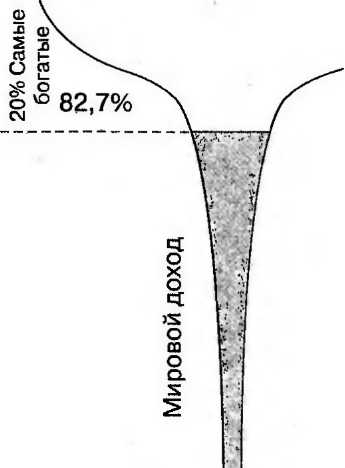 20% Самые
богатые
82,7%
Мировой доход